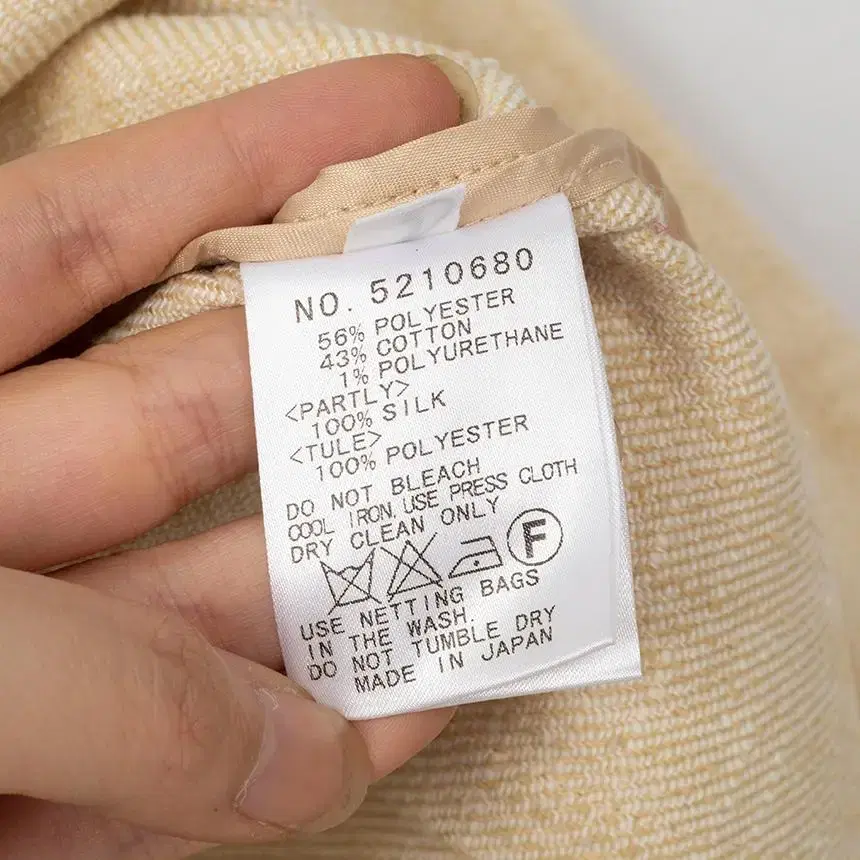 NO. 5210680
56% POLYESTER
43% COTTON
1% POLYURETHANE
<PARTLY>
100% SILK
<TULE>
100% POLYESTER
DO NOT BLEACH
COOL IRON. USE PRESS CLOTH
DRY CLEAN ONLY
F
USE NETTING BAGS
IN THE WASH.
DO NOT TUMBLE DRY
MADE IN JAPAN